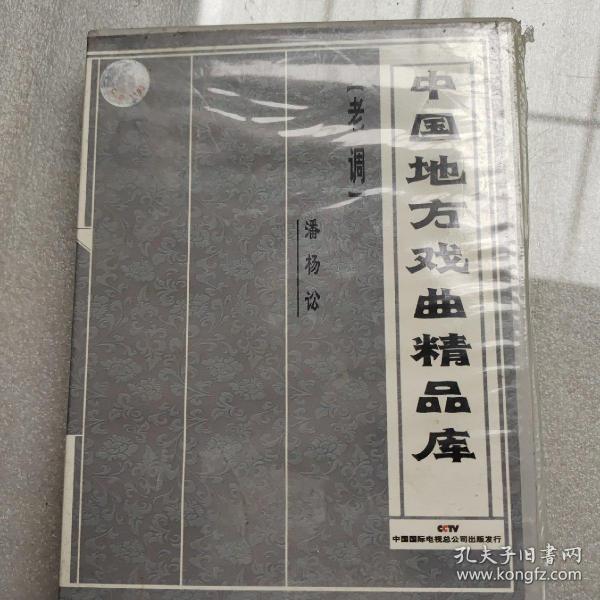 中国地方戏曲精品库
【老调】
潘杨讼
CCTV
中国国际电视总公司出版发行
孔夫子旧书网
www.kongfz.com